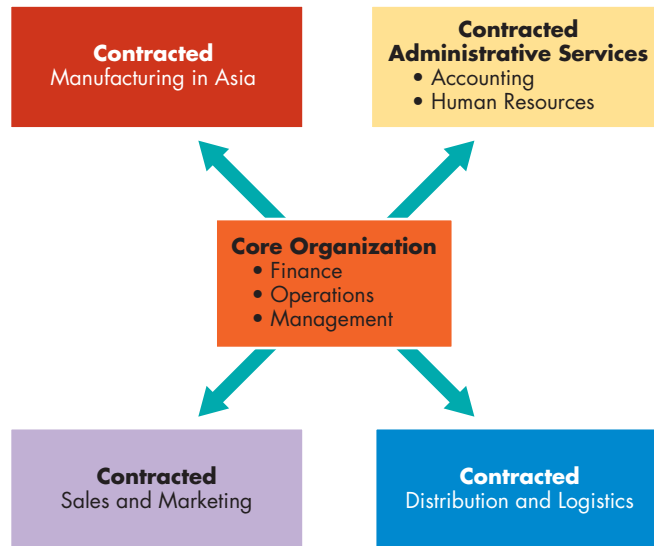 Contracted
Manufacturing in Asia
Contracted
Administrative Services
• Accounting
• Human Resources
Core Organization
• Finance
• Operations
• Management
Contracted
Sales and Marketing
Contracted
Distribution and Logistics